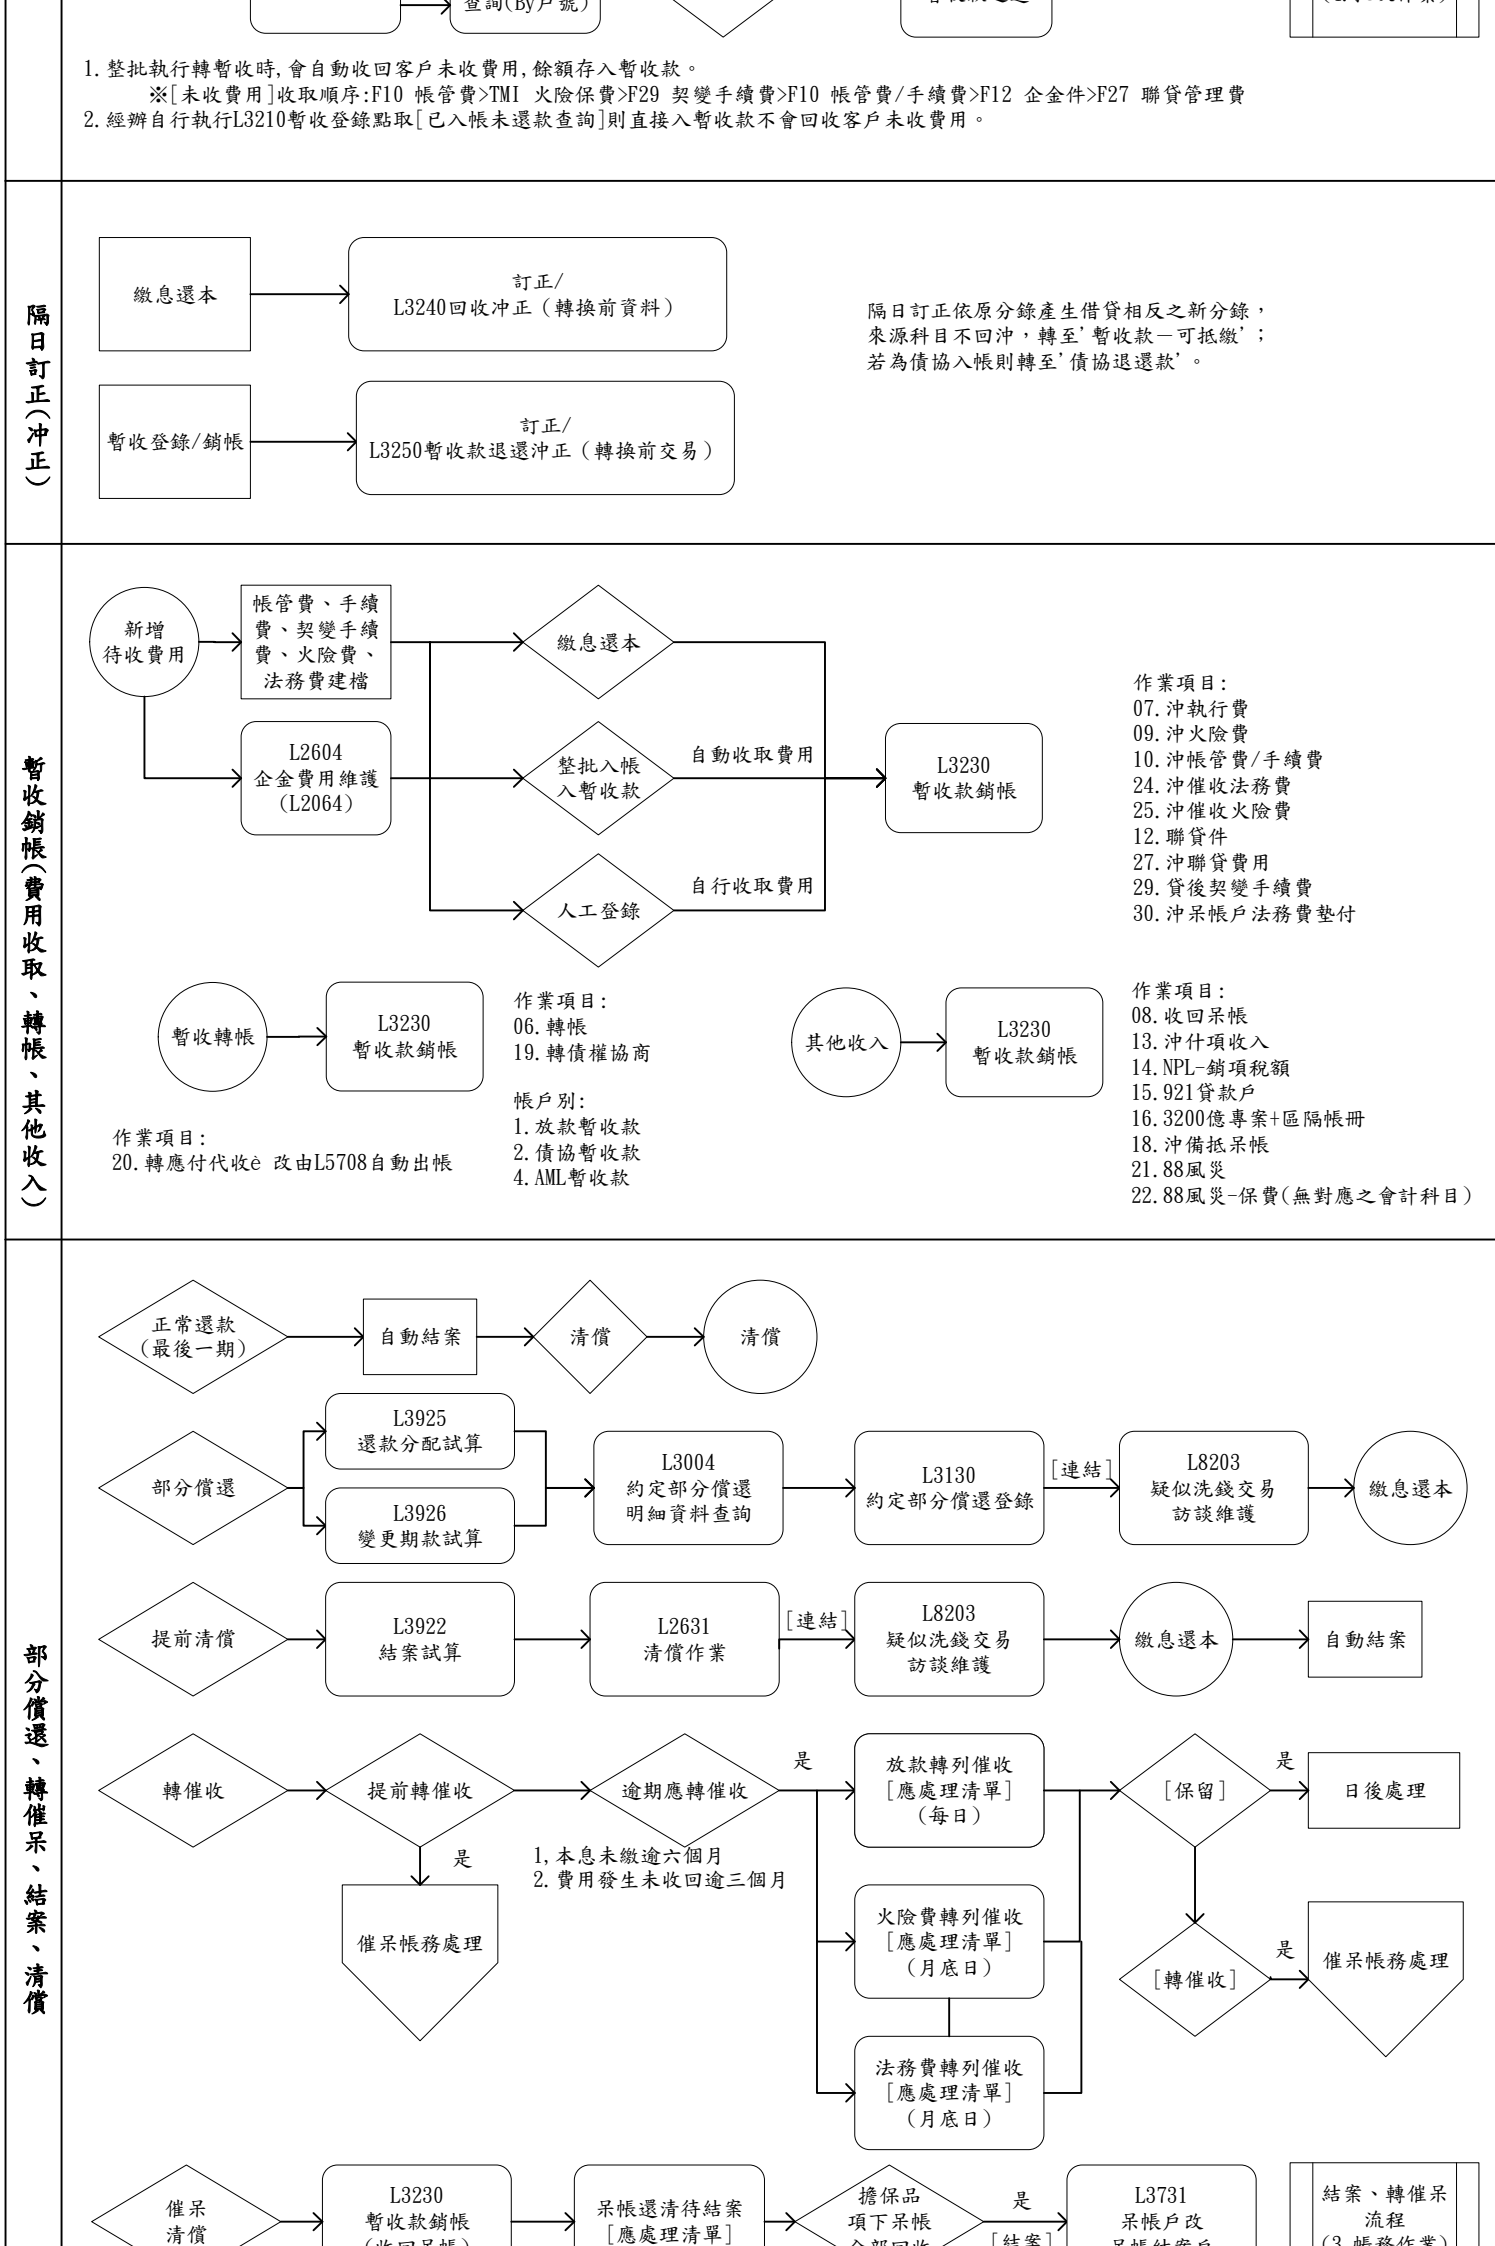 查詢(By戶號)
1.整批執行轉暫收時,會自動收回客戶未收費用,餘額存入暫收款。
※[未收費用]收取順序:F10 帳管費>TMI 火險保費>F29 契變手續費>F10 帳管費/手續費>F12 企金件>F27 聯貸管理費
2.經辦自行執行L3210暫收登錄點取[已入帳未還款查詢]則直接入暫收款不會回收客戶未收費用。
隔日訂正(冲正)
繳息還本
訂正/
L3240回收冲正（轉換前資料）
隔日訂正依原分錄產生借貸相反之新分錄，
來源科目不回沖，轉至'暫收款－可抵繳'；
若為債協入帳則轉至'債協退還款'。
暫收登錄/銷帳
訂正/
L3250暫收款退還沖正（轉換前交易）
暫收銷帳(費用收取、轉帳、其他收入)
新增
待收費用
帳管費、手續
費、契變手續
費、火險費、
法務費建檔
L2604
企金費用維護
(L2064)
繳息還本
整批入帳
入暫收款
人工登錄
自動收取費用
自行收取費用
L3230
暫收款銷帳
作業項目:
07.沖執行費
09.沖火險費
10.沖帳管費/手續費
24.沖催收法務費
25.沖催收火險費
12.聯貸件
27.沖聯貸費用
29.貸後契變手續費
30.沖呆帳戶法務費墊付
暫收轉帳
L3230
暫收款銷帳
作業項目:
06.轉帳
19.轉債權協商
帳戶別:
1.放款暫收款
2.債協暫收款
4.AML暫收款
作業項目:
20.轉應付代收è 改由L5708自動出帳
其他收入
L3230
暫收款銷帳
作業項目:
08.收回呆帳
13.沖什項收入
14.NPL-銷項稅額
15.921貸款戶
16.3200億專案+區隔帳冊
18.沖備抵呆帳
21.88風災
22.88風災-保費(無對應之會計科目)
部分償還、轉催呆、結案、清償
正常還款
(最後一期)
自動結案
清償
清償
部分償還
L3925
還款分配試算
L3926
變更期款試算
L3004
約定部分償還
明細資料查詢
L3130
約定部分償還登錄
[連結]
L8203
疑似洗錢交易
訪談維護
繳息還本
提前清償
L3922
結案試算
L2631
清償作業
[連結]
L8203
疑似洗錢交易
訪談維護
繳息還本
自動結案
轉催收
提前轉催收
是
催呆帳務處理
逾期應轉催收
1,本息未繳逾六個月
2.費用發生未收回逾三個月
是
放款轉列催收
[應處理清單]
(每日)
火險費轉列催收
[應處理清單]
(月底日)
法務費轉列催收
[應處理清單]
(月底日)
[保留]
是
日後處理
[轉催收]
是
催呆帳務處理
催呆
清償
L3230
暫收款銷帳
呆帳還清待結案
[應處理清單]
擔保品
項下呆帳
是
L3731
呆帳戶改
結案、轉催呆
流程